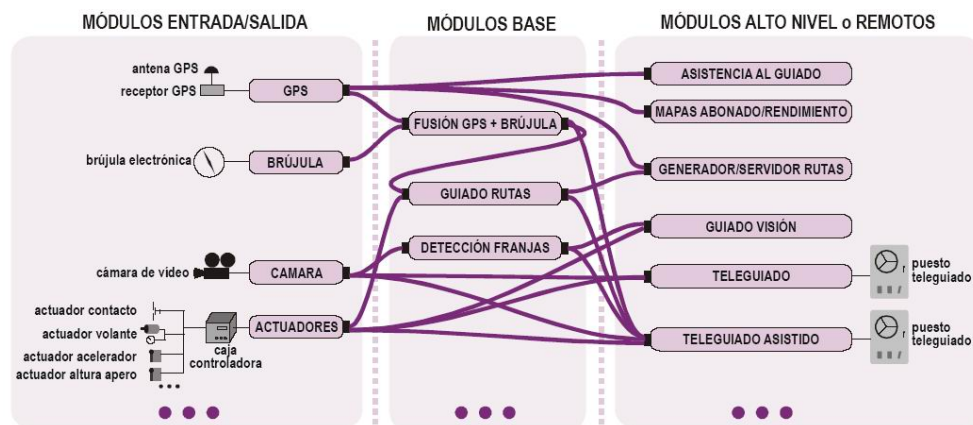 MÓDULOS ENTRADA/SALIDA
MÓDULOS BASE
MÓDULOS ALTO NIVEL o REMOTOS
antena GPS
receptor GPS
GPS
brújula electrónica
BRÚJULA
cámara de vídeo
CAMARA
actuador contacto
actuador volante
actuador acelerador
actuador altura apero
caja
controladora
ACTUADORES
FUSIÓN GPS + BRÚJULA
GUIADO RUTAS
DETECCIÓN FRANJAS
ASISTENCIA AL GUIADO
MAPAS ABONADO/RENDIMIENTO
GENERADOR/SERVIDOR RUTAS
GUIADO VISIÓN
TELEGUIADO
puesto
teleguiado
TELEGUIADO ASISTIDO
puesto
teleguiado